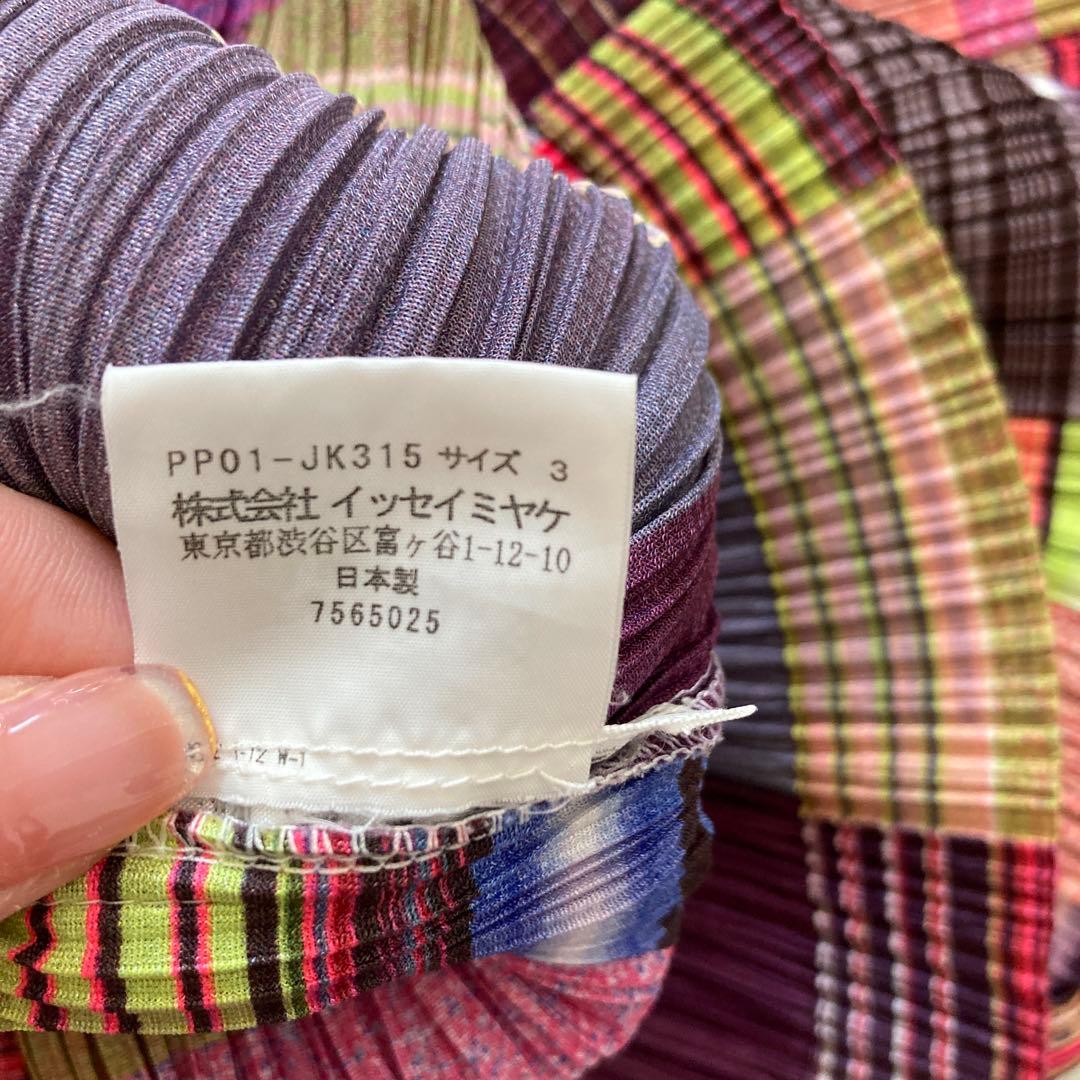 PP01-JK315 サイズ 3
株式会社 イッセイミヤケ
東京都渋谷区富ヶ谷1-12-10
日本製
7565025